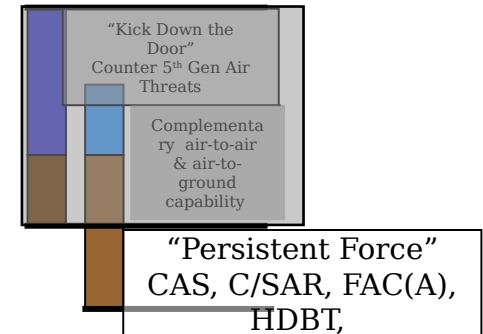 “Kick Down the
Door”
Counter 5th Gen Air
Threats
Complementa
ry air-to-air
& air-to-
ground
capability
“Persistent Force”
CAS, C/SAR, FAC(A),
HDBT,